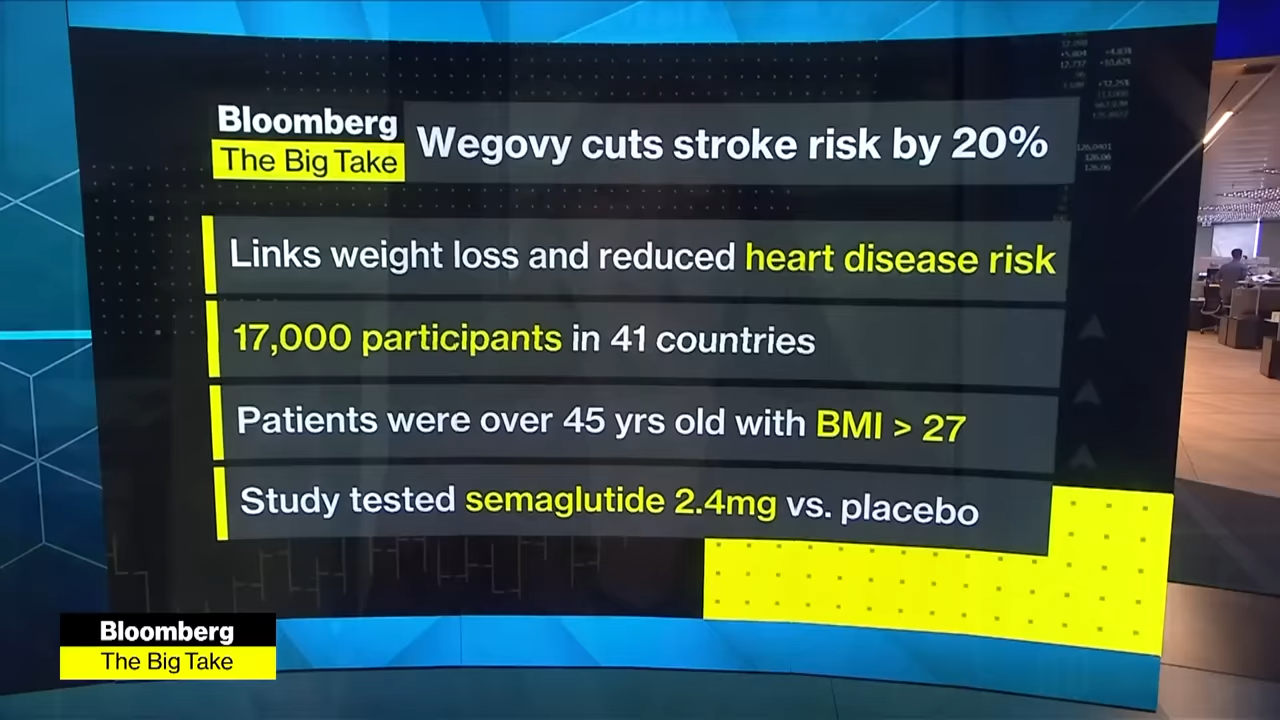 Bloomberg
The Big Take
Wegovy cuts stroke risk by 20%
Links weight loss and reduced heart disease risk
17,000 participants in 41 countries
Patients were over 45 yrs old with BMI > 27
Study tested semaglutide 2.4mg vs. placebo
Bloomberg
The Big Take